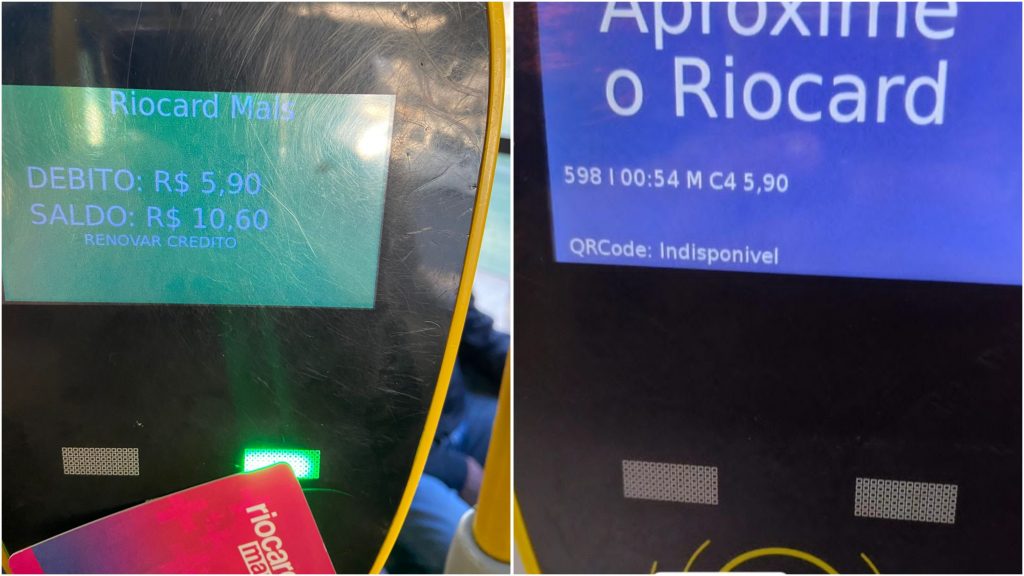 Riocard Mais
DEBITO: R$ 5,90
SALDO: R$ 10,60
RENOVAR CREDITO
riocard
mais
Aproxime
o Riocard
598 I 00:54 M C4 5,90
QRCode: Indisponivel